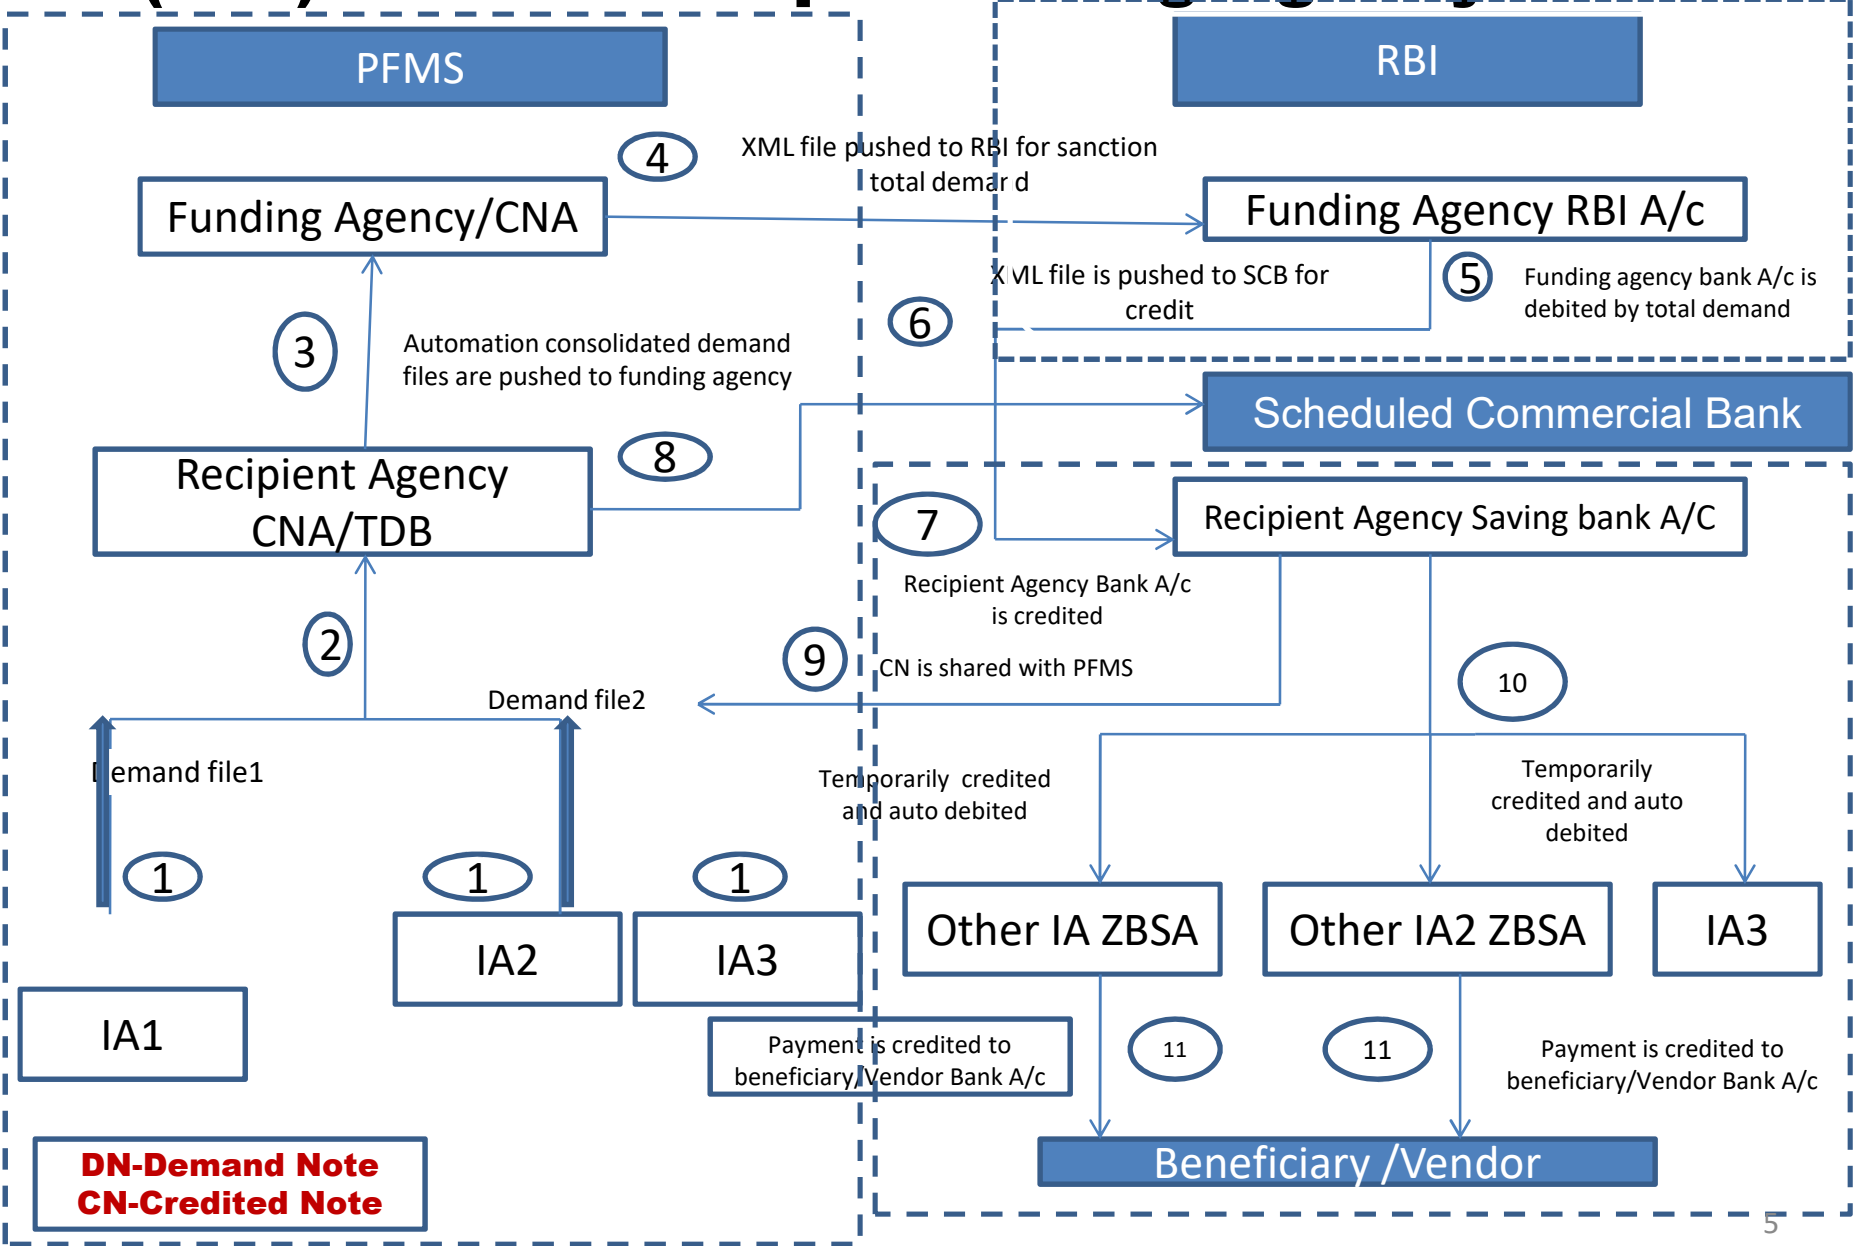 PFMS
RBI
4
XML file pushed to RBI for sanction
total demand
Funding Agency/CNA
Funding Agency RBI A/c
XML file is pushed to SCB for
credit
5
Funding agency bank A/c is
debited by total demand
6
3
Automation consolidated demand
files are pushed to funding agency
Scheduled Commercial Bank
8
Recipient Agency
CNA/TDB
7
Recipient Agency Saving bank A/C
Recipient Agency Bank A/c
is credited
2
9
CN is shared with PFMS
10
Demand file2
Demand file1
Temporarily credited
and auto debited
Temporarily
credited and auto
debited
1
1
1
IA2
IA3
Other IA ZBSA
Other IA2 ZBSA
IA3
IA1
Payment is credited to
beneficiary/Vendor Bank A/c
11
11
Payment is credited to
beneficiary/Vendor Bank A/c
DN-Demand Note
CN-Credited Note
Beneficiary /Vendor
5